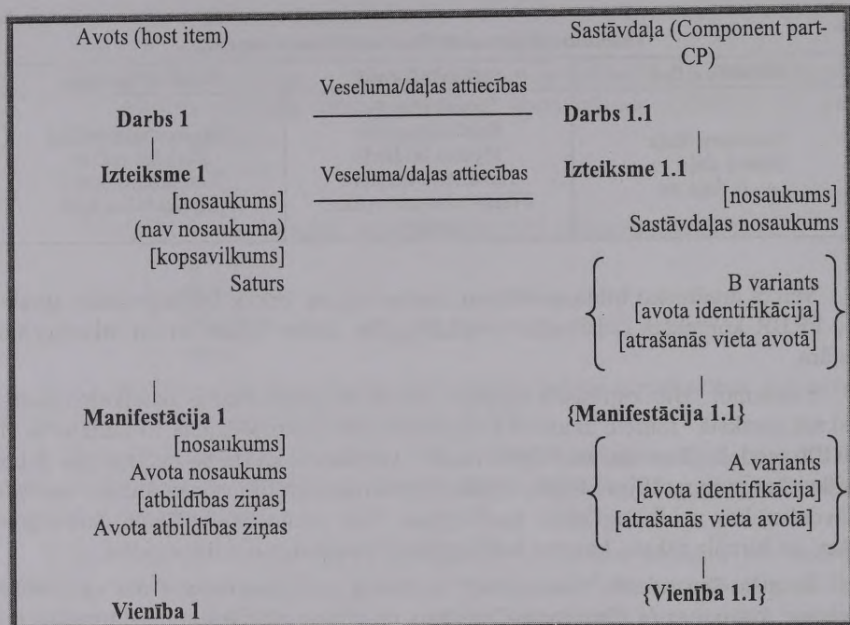 Avots (host item)
Sastāvdaļa (Component part-
CP)
Veseluma/daļas attiecības
Darbs 1
Darbs 1.1
Izteiksme 1
Veseluma/daļas attiecības
Izteiksme 1.1
[nosaukums]
(nav nosaukuma)
[kopsavilkums]
Saturs
[nosaukums]
Sastāvdaļas nosaukums
B variants
[avota identifikācija]
[atrašanās vieta avotā]
Manifestācija 1
{Manifestācija 1.1}
[nosaukums]
Avota nosaukums
[atbildības ziņas]
Avota atbildības ziņas
A variants
[avota identifikācija]
[atrašanās vieta avotā]
Vienība 1
{Vienība 1.1}